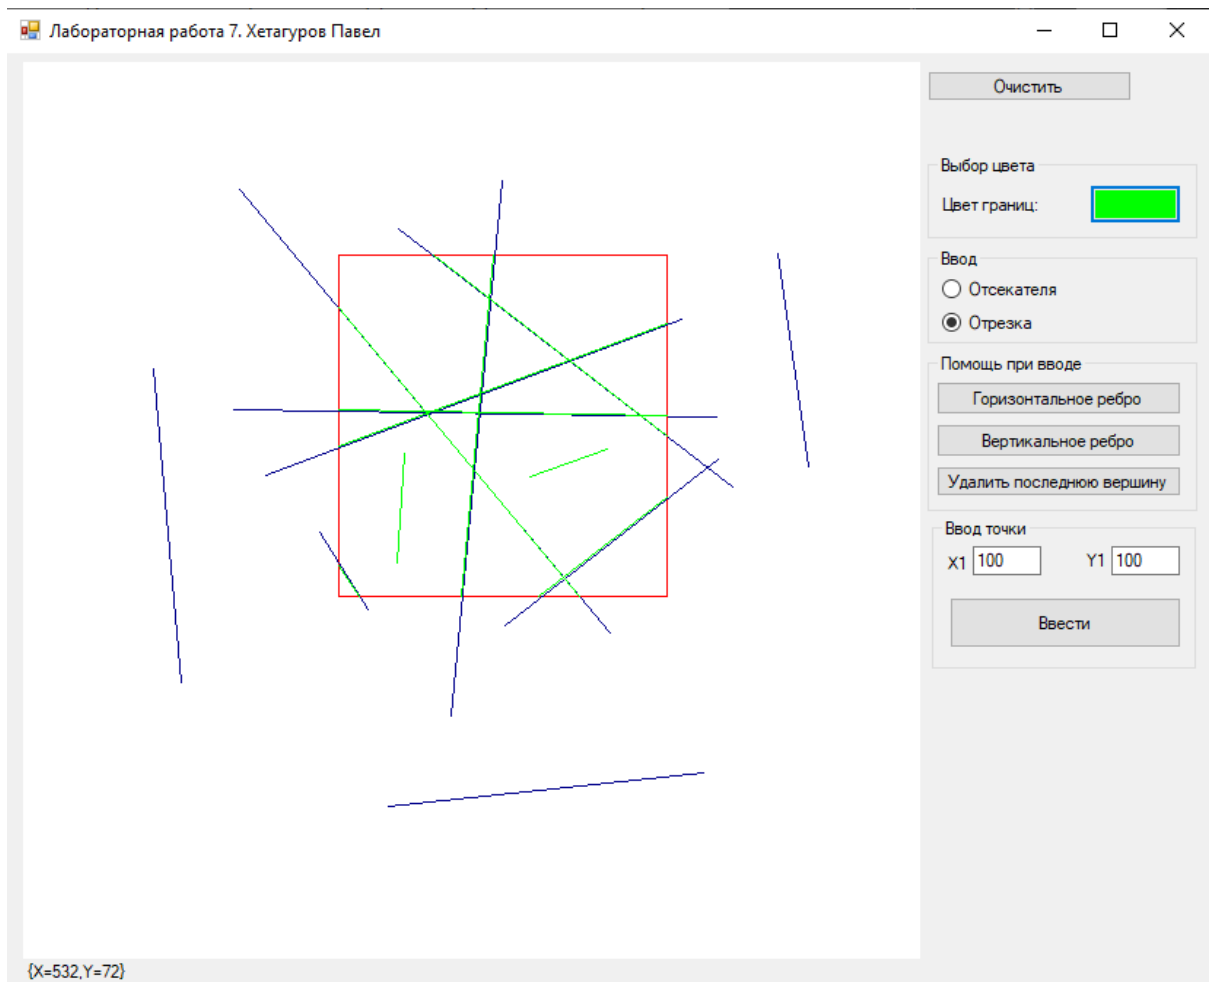 Лабораторная работа 7. Хетагуров Павел
Очистить
Выбор цвета
Цвет границ:
Ввод
Отсекателя
Отрезка
Помощь при вводе
Горизонтальное ребро
Вертикальное ребро
Удалить последнюю вершину
Ввод точки
X1 100 Y1 100
Ввести
{X=532,Y=72}